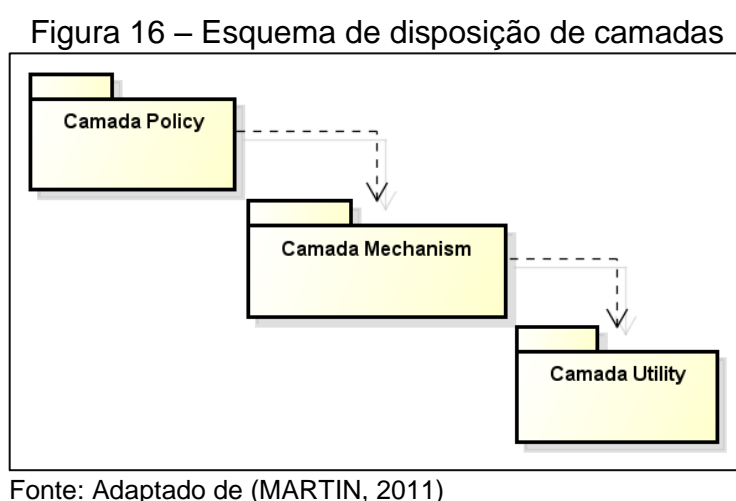 Figura 16 – Esquema de disposição de camadas
Camada Policy
Camada Mechanism
Camada Utility
Fonte: Adaptado de (MARTIN, 2011)